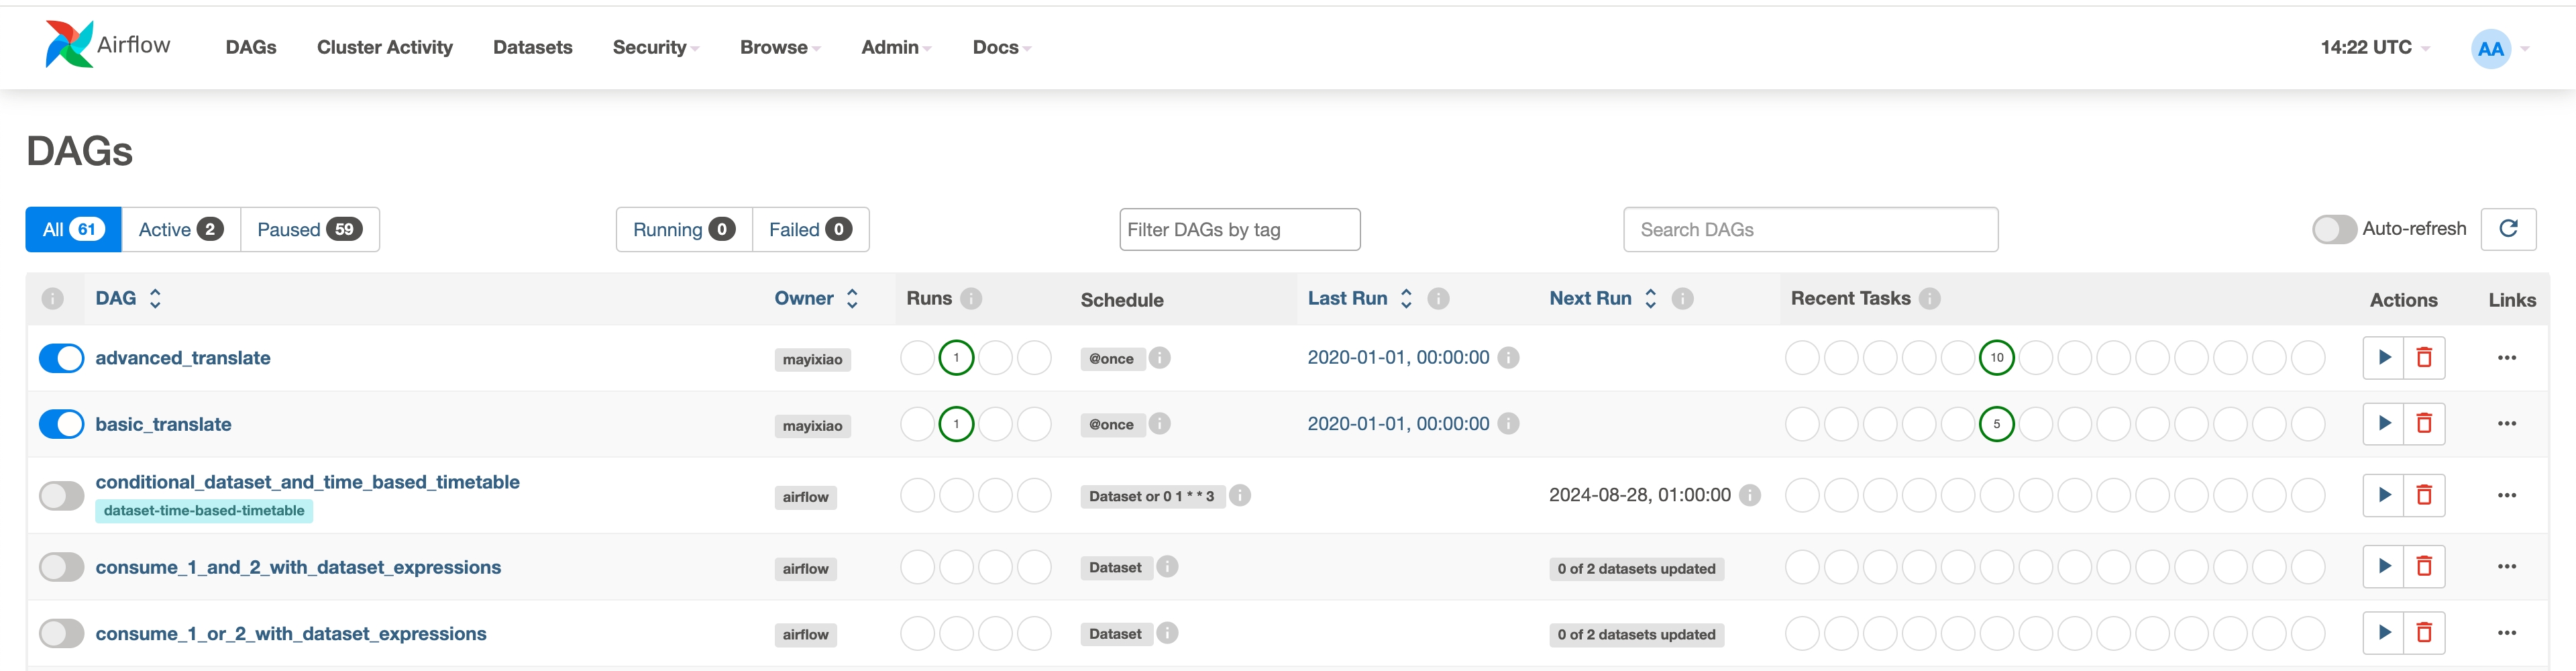 Airflow DAGs Cluster Activity Datasets Security Browse Admin Docs 14:22 UTC AA
DAGs
All 61 Active 2 Paused 59 Running 0 Failed 0 Filter DAGs by tag Search DAGs Auto-refresh
i DAG Owner Runs i Schedule Last Run i Next Run i Recent Tasks i Actions Links
advanced_translate mayixiao 1 @once i 2020-01-01, 00:00:00 i 10
basic_translate mayixiao 1 @once i 2020-01-01, 00:00:00 i 5
conditional_dataset_and_time_based_timetable airflow Dataset or 0 1 * * 3 i 2024-08-28, 01:00:00 i
dataset-time-based-timetable
consume_1_and_2_with_dataset_expressions airflow Dataset i 0 of 2 datasets updated
consume_1_or_2_with_dataset_expressions airflow Dataset i 0 of 2 datasets updated